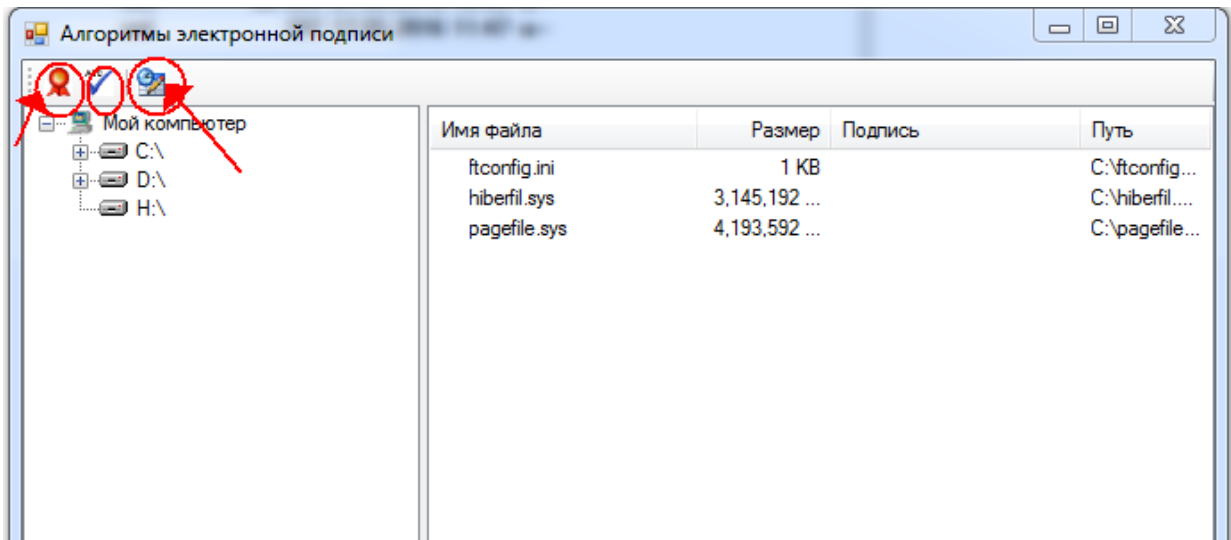 Алгоритмы электронной подписи
Мой компьютер
C:\
D:\
H:\
Имя файла Размер Подпись Путь
ftconfig.ini 1 KB C:\ftconfig...
hiberfil.sys 3,145,192 ... C:\hiberfil....
pagefile.sys 4,193,592 ... C:\pagefile...